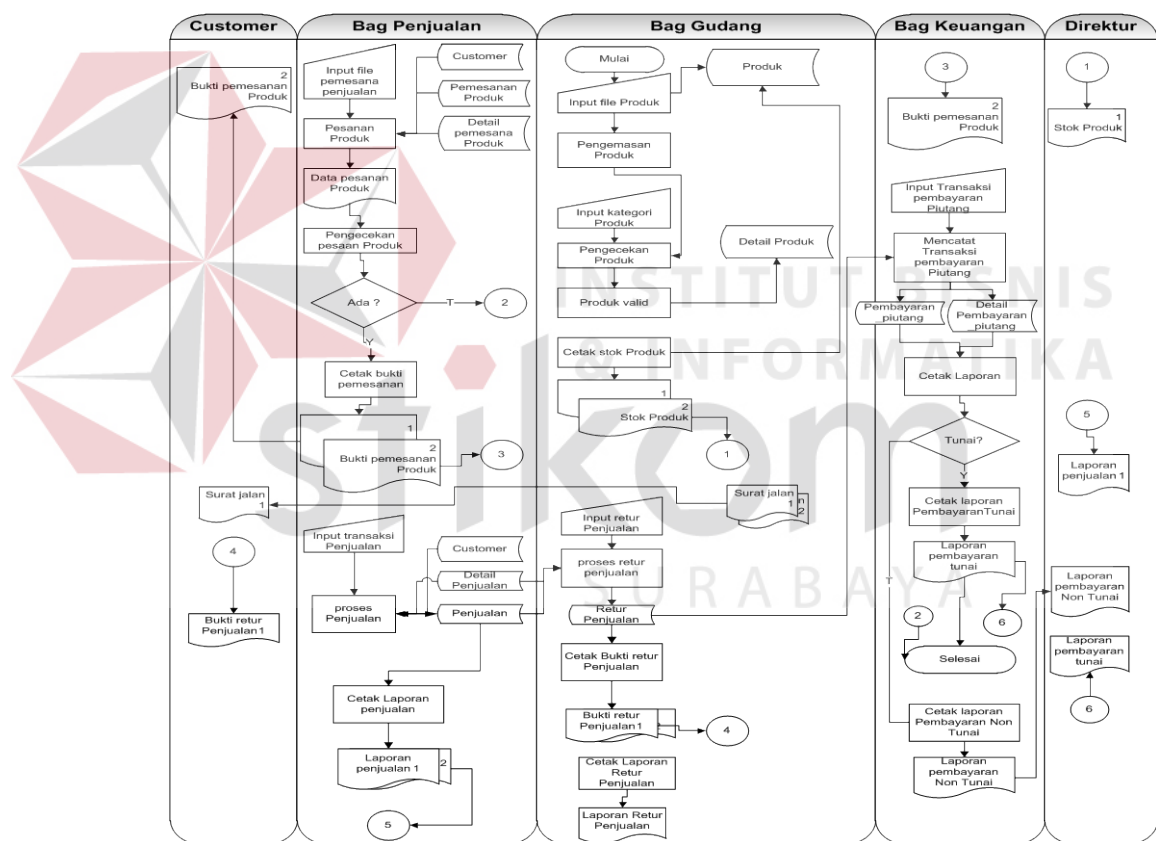 Customer
Bag Penjualan
Bag Gudang
Bag Keuangan
Direktur
2
Bukti pemesanan
Produk
4
Surat jalan
1
Bukti retur
Penjualan 1
Input file
pemesana
penjualan
Customer
Pemesanan
Produk
Detail
pemesana
Produk
Pesanan
Produk
Data pesanan
Produk
Pengecekan
pesaan Produk
Ada ?
T
2
Y
Cetak bukti
pemesanan
1
2
Bukti pemesanan
Produk
3
Input transaksi
Penjualan
Customer
Detail
Penjualan
Penjualan
proses
Penjualan
Cetak Laporan
penjualan
Laporan
penjualan 1
2
5
Mulai
Produk
Input file Produk
Pengemasan
Produk
Input kategori
Produk
Pengecekan
Produk
Detail Produk
Produk valid
Cetak stok Produk
1
2
Stok Produk
1
Surat jalan
1
n
2
Input retur
Penjualan
proses retur
penjualan
Retur
Penjualan
Cetak Bukti retur
Penjualan
Bukti retur
Penjualan1
4
Cetak Laporan
Retur
Penjualan
Laporan Retur
Penjualan
3
2
Bukti pemesanan
Produk
Input Transaksi
pembayaran
Piutang
Mencatat
Transaksi
pembayaran
Piutang
Pembayaran
_piutang
Detail
Pembayaran
_piutang
Cetak Laporan
Tunai?
Y
T
Cetak laporan
PembayaranTunai
Laporan
pembayaran
tunai
2
6
Selesai
Cetak laporan
Pembayaran Non
Tunai
Laporan
pembayaran
Non Tunai
1
1
Stok Produk
5
Laporan
penjualan 1
Laporan
pembayaran
Non Tunai
Laporan
pembayaran
tunai
6
INSTITUT BISNIS
& INFORMATIKA
stikom
SURABAYA